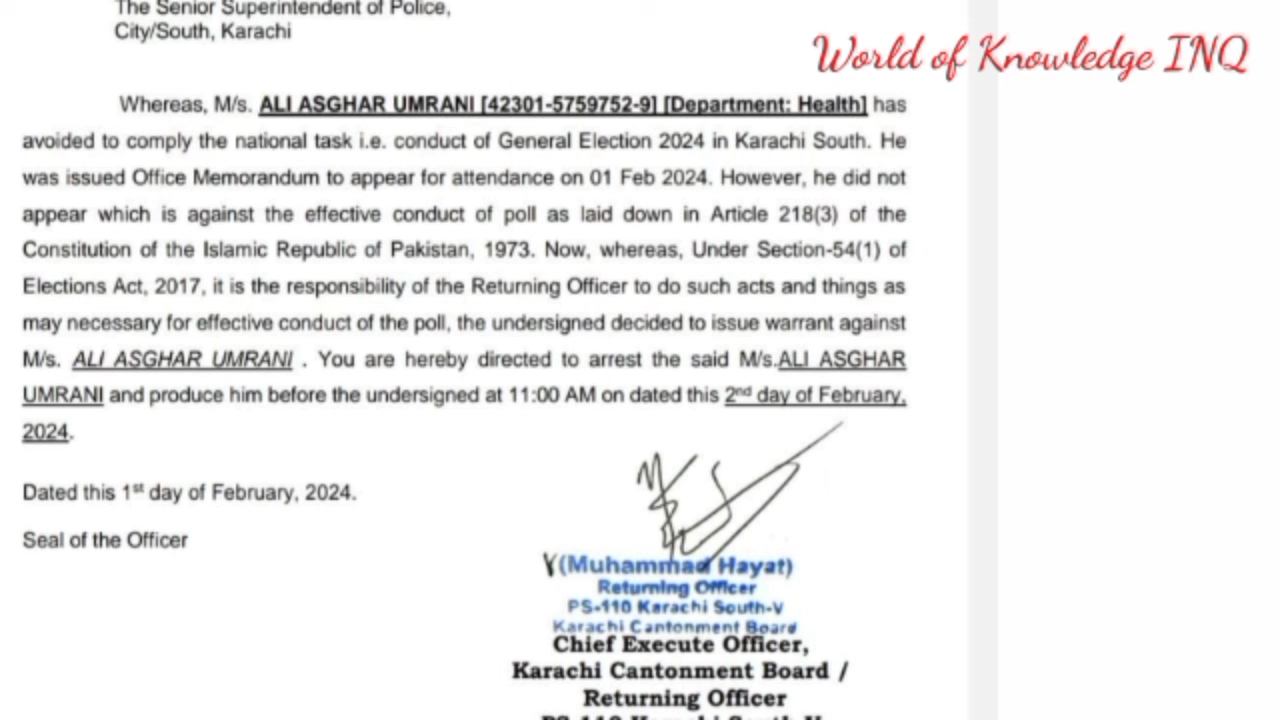 The Senior Superintendent of Police,
City/South, Karachi
World of Knowledge INQ
Whereas, M/s. ALI ASGHAR UMRANI [42301-5759752-9] [Department: Health] has
avoided to comply the national task i.e. conduct of General Election 2024 in Karachi South. He
was issued Office Memorandum to appear for attendance on 01 Feb 2024. However, he did not
appear which is against the effective conduct of poll as laid down in Article 218(3) of the
Constitution of the Islamic Republic of Pakistan, 1973. Now, whereas, Under Section-54(1) of
Elections Act, 2017, it is the responsibility of the Returning Officer to do such acts and things as
may necessary for effective conduct of the poll, the undersigned decided to issue warrant against
M/s. ALI ASGHAR UMRANI . You are hereby directed to arrest the said M/s.ALI ASGHAR
UMRANI and produce him before the undersigned at 11:00 AM on dated this 2nd day of February,
2024.
Dated this 1st day of February, 2024.
Seal of the Officer
(Muhammad Hayat)
Returning Officer
PS-110 Karachi South-V
Karachi Cantonment Board
Chief Execute Officer,
Karachi Cantonment Board /
Returning Officer
PS-110 Karachi South-V